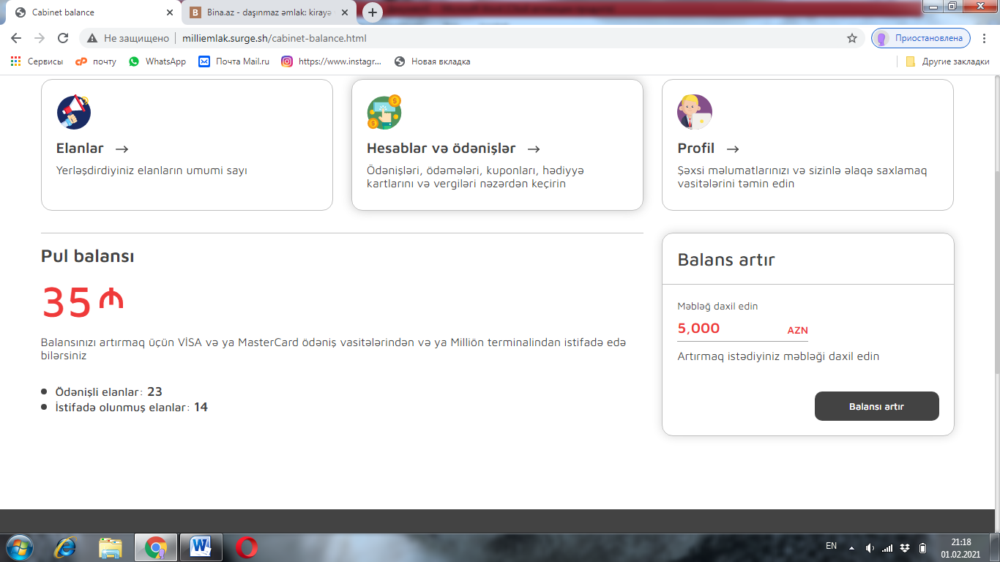 Cabinet balance
Bina.az - daşınmaz əmlak: kirayə
Не защищено
milliemlak.surge.sh/cabinet-balance.html
Приостановлена
Сервисы
почту
WhatsApp
Почта Mail.ru
https://www.instagr...
Новая вкладка
Другие закладки
Elanlar →
Yerləşdirdiyiniz elanların umumi sayı
Hesablar və ödənişlər →
Ödənişləri, ödəmələri, kuponları, hədiyyə
kartlarını və vergiləri nəzərdən keçirin
Profil →
Şəxsi məlumatlarınızı və sizinlə əlaqə saxlamaq
vasitələrini təmin edin
Pul balansı
35 ₼
Balansınızı artırmaq üçün VİSA və ya MasterCard ödəniş vasitələrindən və ya Milliön terminalindan istifadə edə
bilərsiniz
• Ödənişli elanlar: 23
• İstifadə olunmuş elanlar: 14
Balans artır
Məbləğ daxil edin
5,000 AZN
Artırmaq istədiyiniz məbləği daxil edin
Balansı artır
EN
21:18
01.02.2021